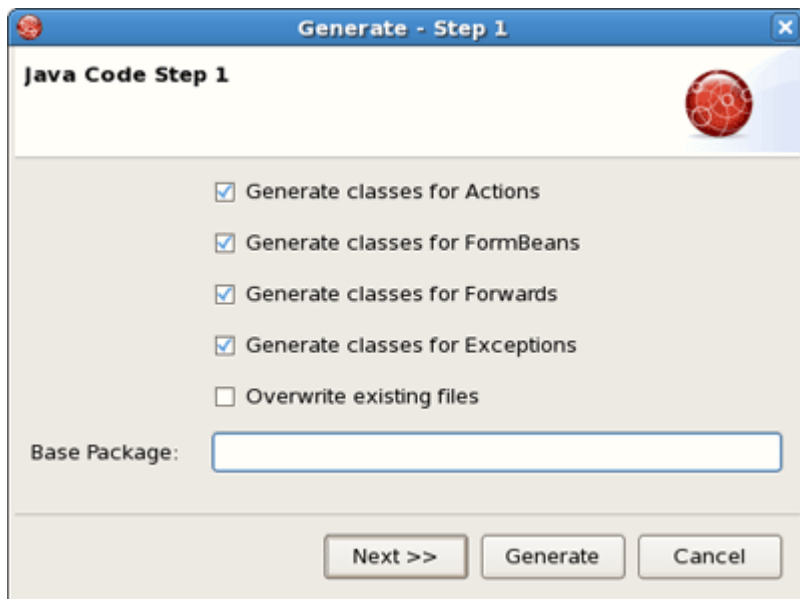 Generate - Step 1
Java Code Step 1
Generate classes for Actions
Generate classes for FormBeans
Generate classes for Forwards
Generate classes for Exceptions
Overwrite existing files
Base Package:
Next >> Generate Cancel